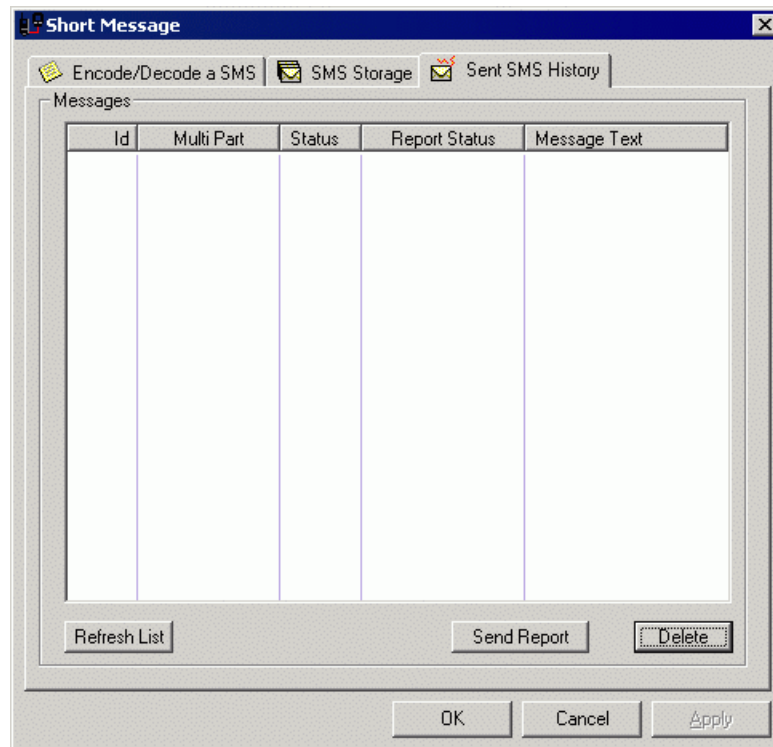 Short Message
Encode/Decode a SMS SMS Storage Sent SMS History
Messages
Id Multi Part Status Report Status Message Text
Refresh List Send Report Delete
OK Cancel Apply